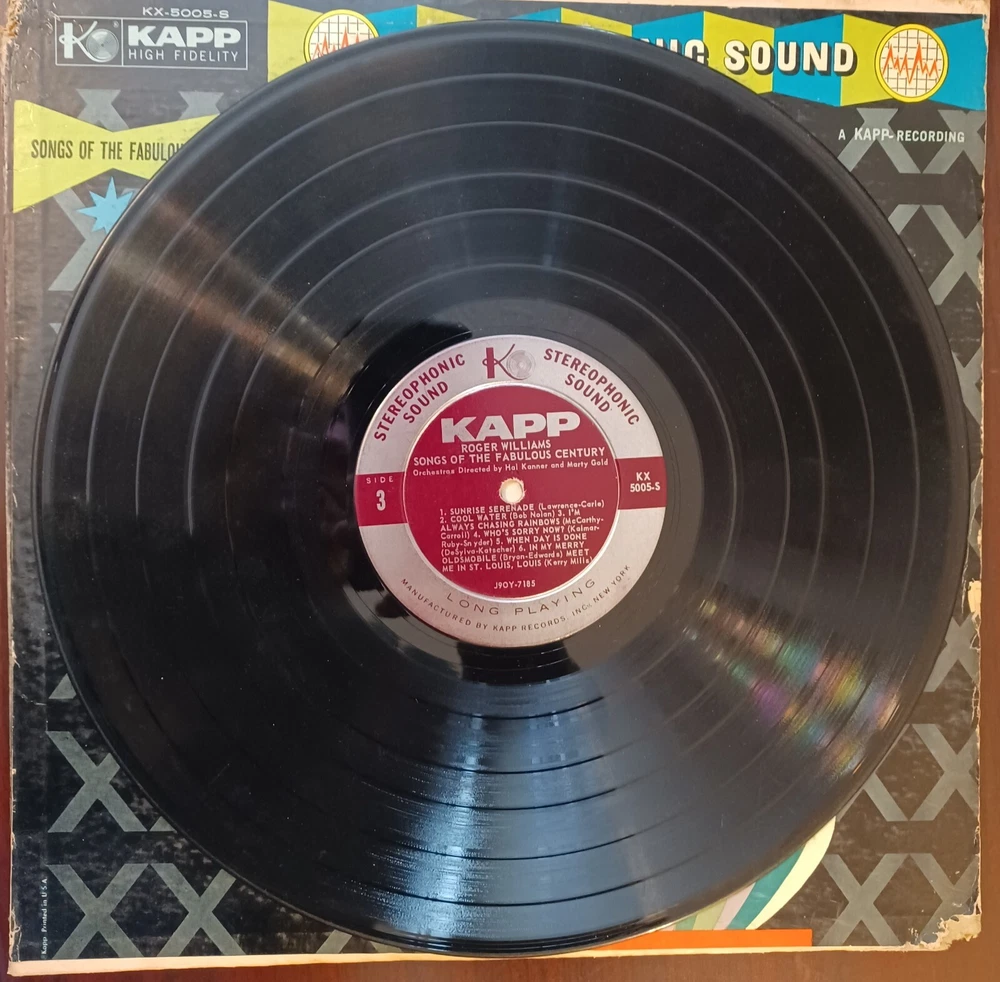 KX-5005-S
KAPP
HIGH FIDELITY
SOUND
A KAPP RECORDING
SONGS OF THE
STEREOPHONIC
SOUND
STEREOPHONIC
SOUND
KAPP
ROGER WILLIAMS
SONGS OF THE FABULOUS CENTURY
Orchestras Directed by Hal Kanner and Marty Gold
SIDE
3
KX
5005-S
1. SUNRISE SERENADE (Lawrence-Carle)
2. COOL WATER (Bob Nolan) 3. I'M
ALWAYS CHASING RAINBOWS (McCarthy-
Carroll) 4. WHO'S SORRY NOW? (Kalmar-
Ruby-Snyder) 5. WHEN DAY IS DONE
(DeSylva-Katscher) 6. IN MY MERRY
OLDSMOBILE (Bryan-Edwards) MEET
ME IN ST. LOUIS, LOUIS (Kerry Mills)
J9OY-7185
LONG PLAYING
MANUFACTURED BY KAPP RECORDS, INC. NEW YORK
Kapp Printed in U.S.A.